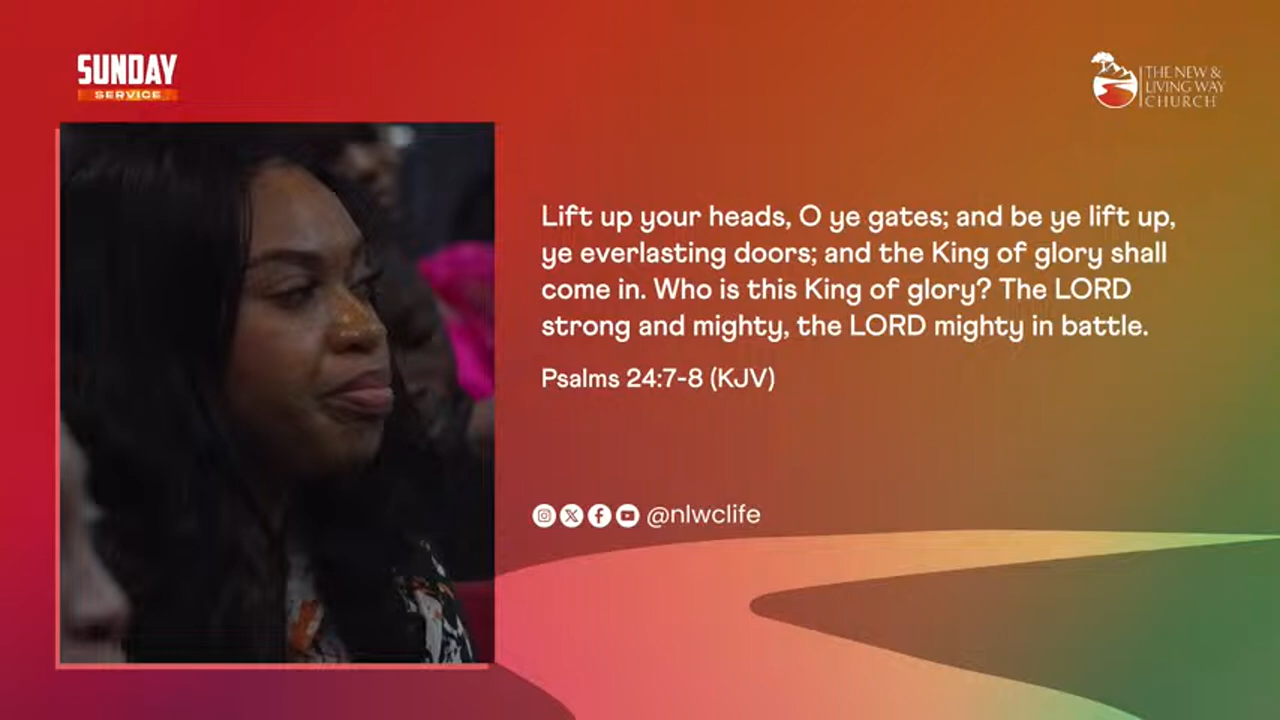 SUNDAY
SERVICE
THE NEW &
LIVING WAY
CHURCH
Lift up your heads, O ye gates; and be ye lift up,
ye everlasting doors; and the King of glory shall
come in. Who is this King of glory? The LORD
strong and mighty, the LORD mighty in battle.
Psalms 24:7-8 (KJV)
@nlwclife